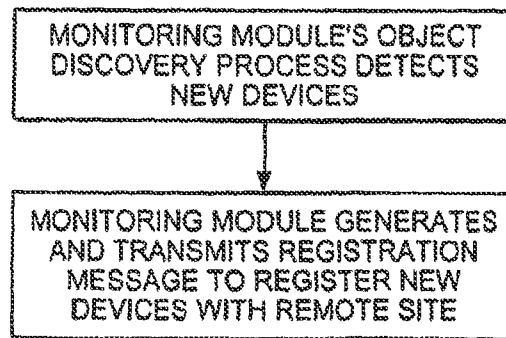 MONITORING MODULE'S OBJECT
DISCOVERY PROCESS DETECTS
NEW DEVICES
MONITORING MODULE GENERATES
AND TRANSMITS REGISTRATION
MESSAGE TO REGISTER NEW
DEVICES WITH REMOTE SITE